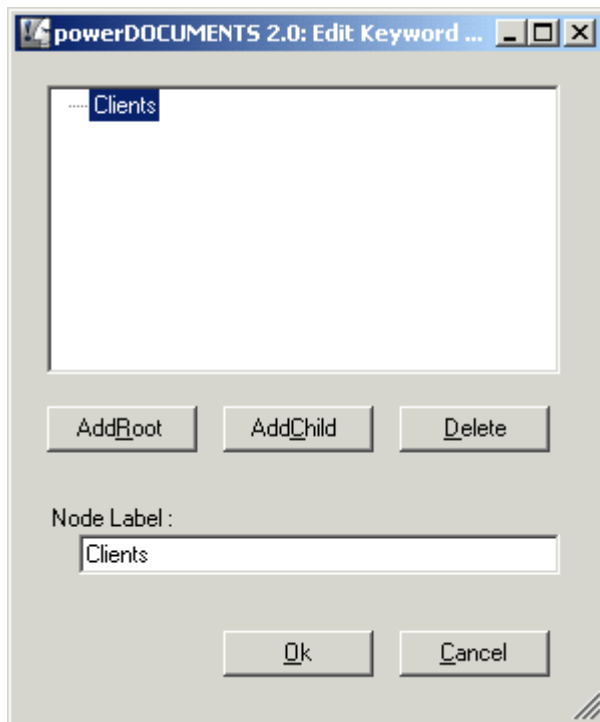 powerDOCUMENTS 2.0: Edit Keyword ...
Clients
AddRoot AddChild Delete
Node Label :
Clients
Ok Cancel